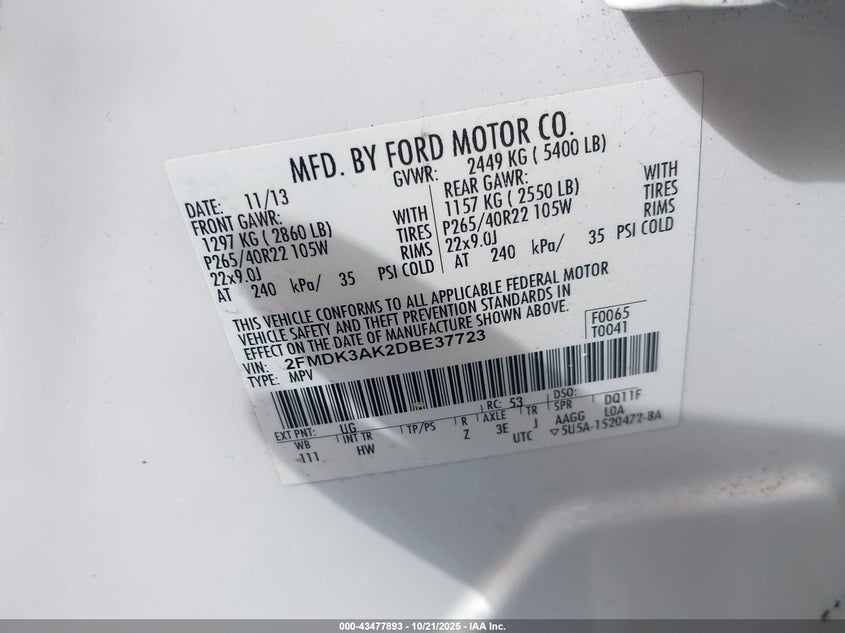 MFD. BY FORD MOTOR CO.
DATE: 11/13
GVWR: 2449 KG ( 5400 LB)
FRONT GAWR:
1297 KG ( 2860 LB) WITH
P265/40R22 105W TIRES
22x9.0J RIMS
AT 240 kPa/ 35 PSI COLD
REAR GAWR:
1157 KG ( 2550 LB) WITH
P265/40R22 105W TIRES
22x9.0J RIMS
AT 240 kPa/ 35 PSI COLD
THIS VEHICLE CONFORMS TO ALL APPLICABLE FEDERAL MOTOR
VEHICLE SAFETY AND THEFT PREVENTION STANDARDS IN
EFFECT ON THE DATE OF MANUFACTURE SHOWN ABOVE.
F0065
T0041
VIN: 2FMDK3AK2DBE37723
TYPE: MPV
EXT PNT: UG RC: 53 DSO: DQ11F
WB INT TR TP/PS R AXLE TR SPR L0A
111 HW Z 3E J AAGG
UTC ▽5U5A-1520472-BA
000-43477893 - 10/21/2025 - IAA Inc.